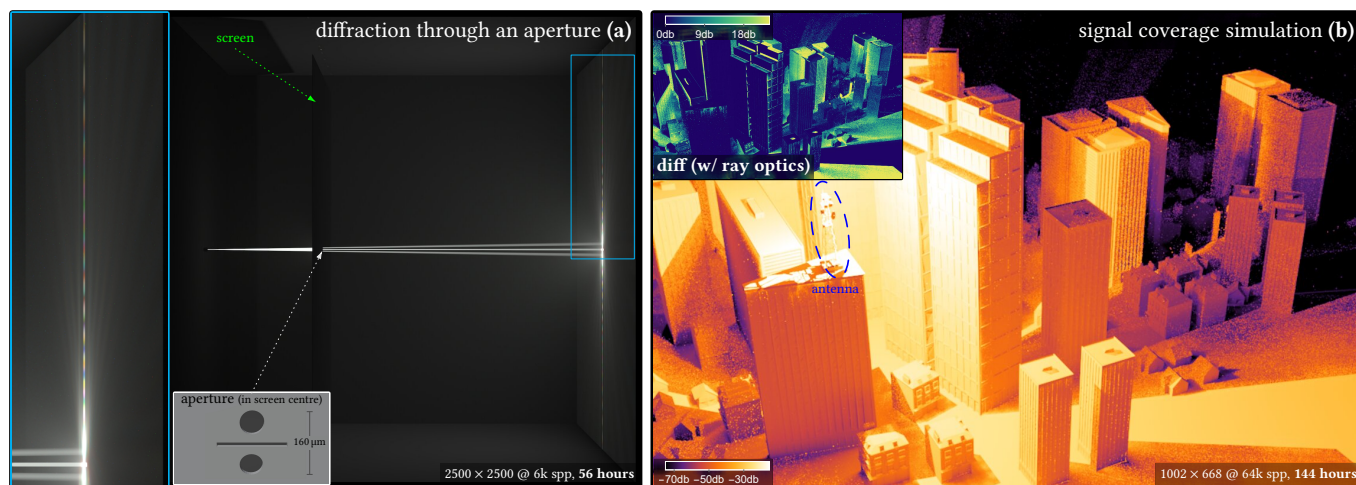 diffraction through an aperture (a)
screen
aperture (in screen centre)
160 µm
2500 × 2500 @ 6k spp, 56 hours
signal coverage simulation (b)
0db 9db 18db
diff (w/ ray optics)
antenna
−70db −50db −30db
1002 × 668 @ 64k spp, 144 hours